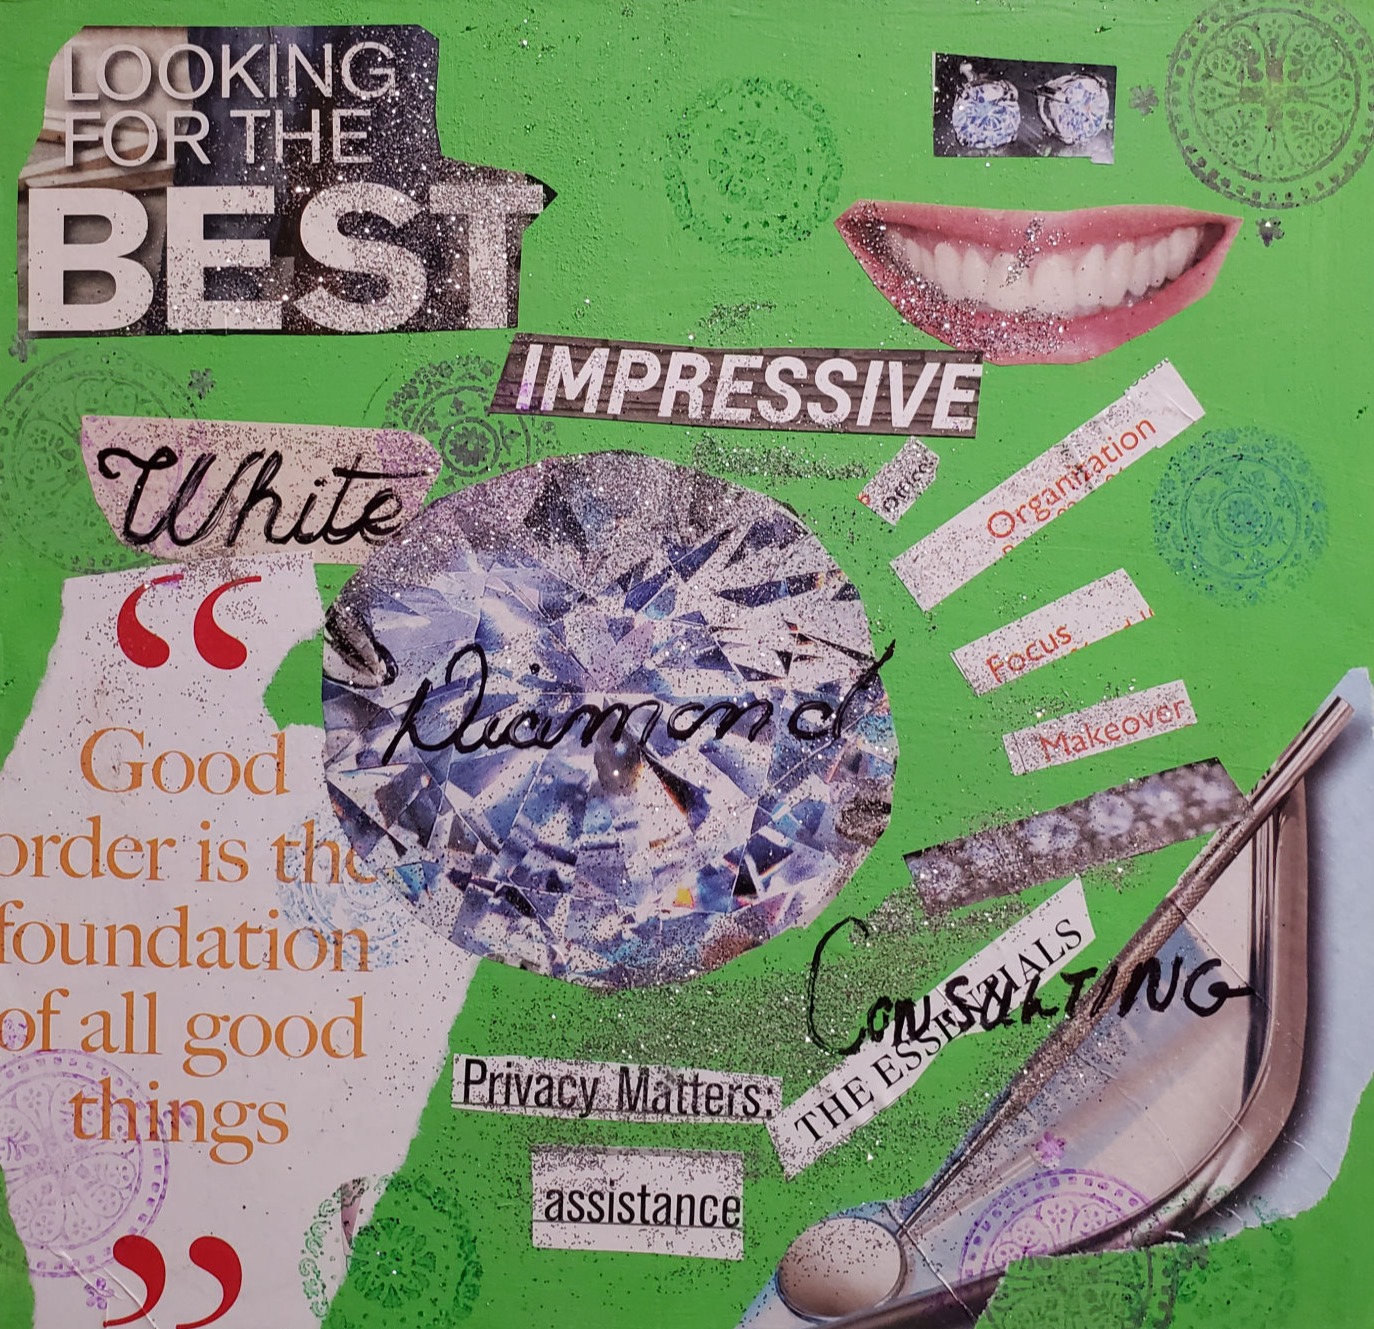 LOOKING
FOR THE
BEST
IMPRESSIVE
White
Organization
Focus
Makeover
Diamond
“
Good
order is the
foundation
of all good
things
”
Consulting
THE ESSENTIALS
Privacy Matters:
assistance